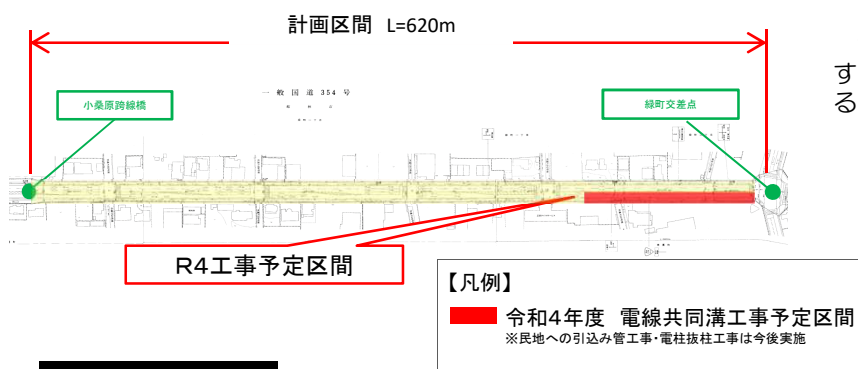 計画区間 L=620m
する
一般国道354号
小桑原跨線橋
緑町交差点
R4工事予定区間
【凡例】
令和4年度 電線共同溝工事予定区間
※民地への引込み管工事・電柱抜柱工事は今後実施